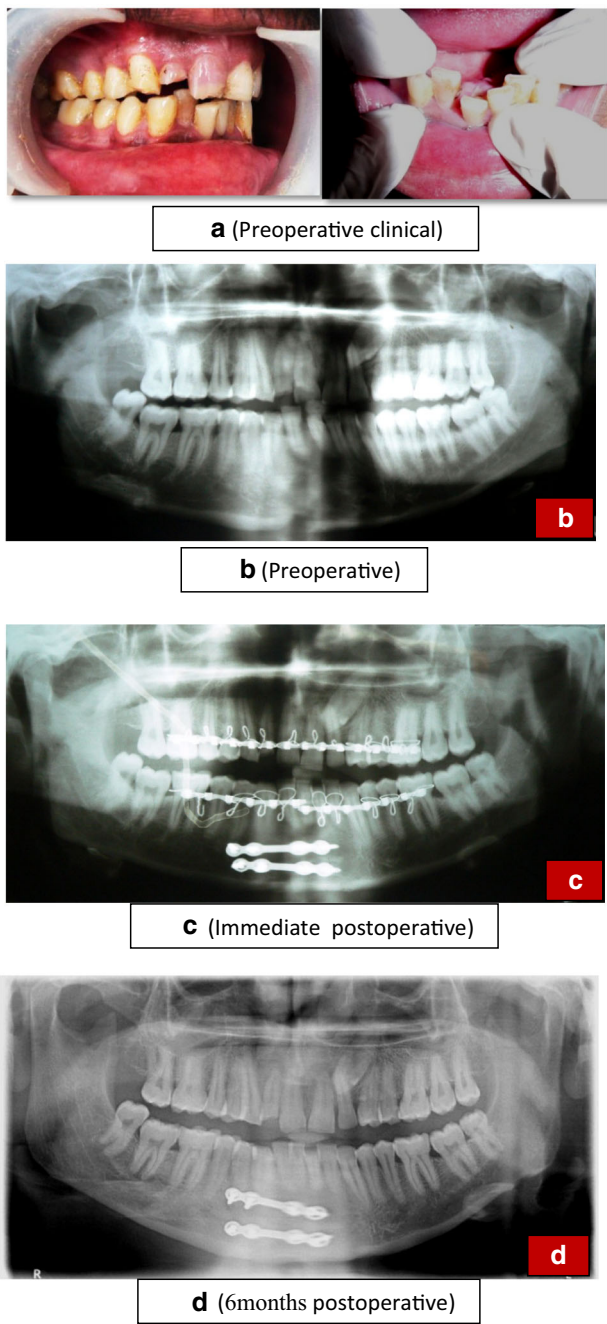 a (Preoperative clinical)
b
b (Preoperative)
c
c (Immediate postoperative)
R
d
d (6months postoperative)